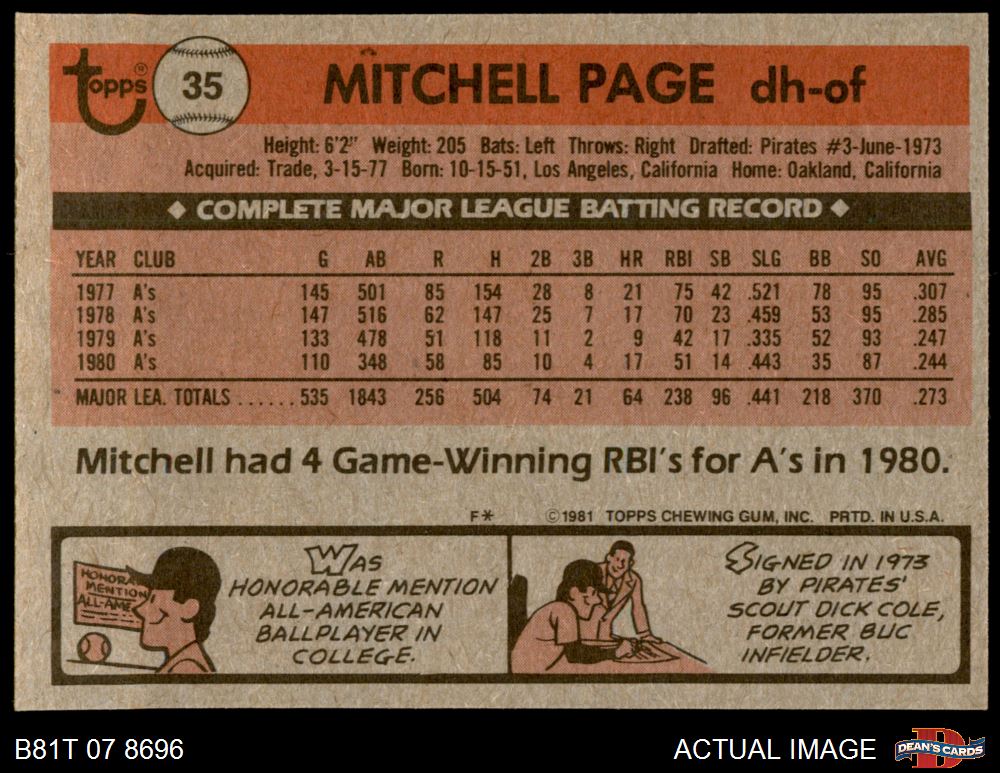 topps® 35 MITCHELL PAGE dh-of
Height: 6'2" Weight: 205 Bats: Left Throws: Right Drafted: Pirates #3-June-1973
Acquired: Trade, 3-15-77 Born: 10-15-51, Los Angeles, California Home: Oakland, California
◆ COMPLETE MAJOR LEAGUE BATTING RECORD ◆
YEAR CLUB G AB R H 2B 3B HR RBI SB SLG BB SO AVG
1977 A's 145 501 85 154 28 8 21 75 42 .521 78 95 .307
1978 A's 147 516 62 147 25 7 17 70 23 .459 53 95 .285
1979 A's 133 478 51 118 11 2 9 42 17 .335 52 93 .247
1980 A's 110 348 58 85 10 4 17 51 14 .443 35 87 .244
MAJOR LEA. TOTALS ...... 535 1843 256 504 74 21 64 238 96 .441 218 370 .273
Mitchell had 4 Game-Winning RBI's for A's in 1980.
F* ©1981 TOPPS CHEWING GUM, INC. PRTD. IN U.S.A.
HONORA
MENTION
ALL-AME
WAS
HONORABLE MENTION
ALL-AMERICAN
BALLPLAYER IN
COLLEGE.
SIGNED IN 1973
BY PIRATES'
SCOUT DICK COLE,
FORMER BUC
INFIELDER.
B81T 07 8696 ACTUAL IMAGE DEAN'S CARDS